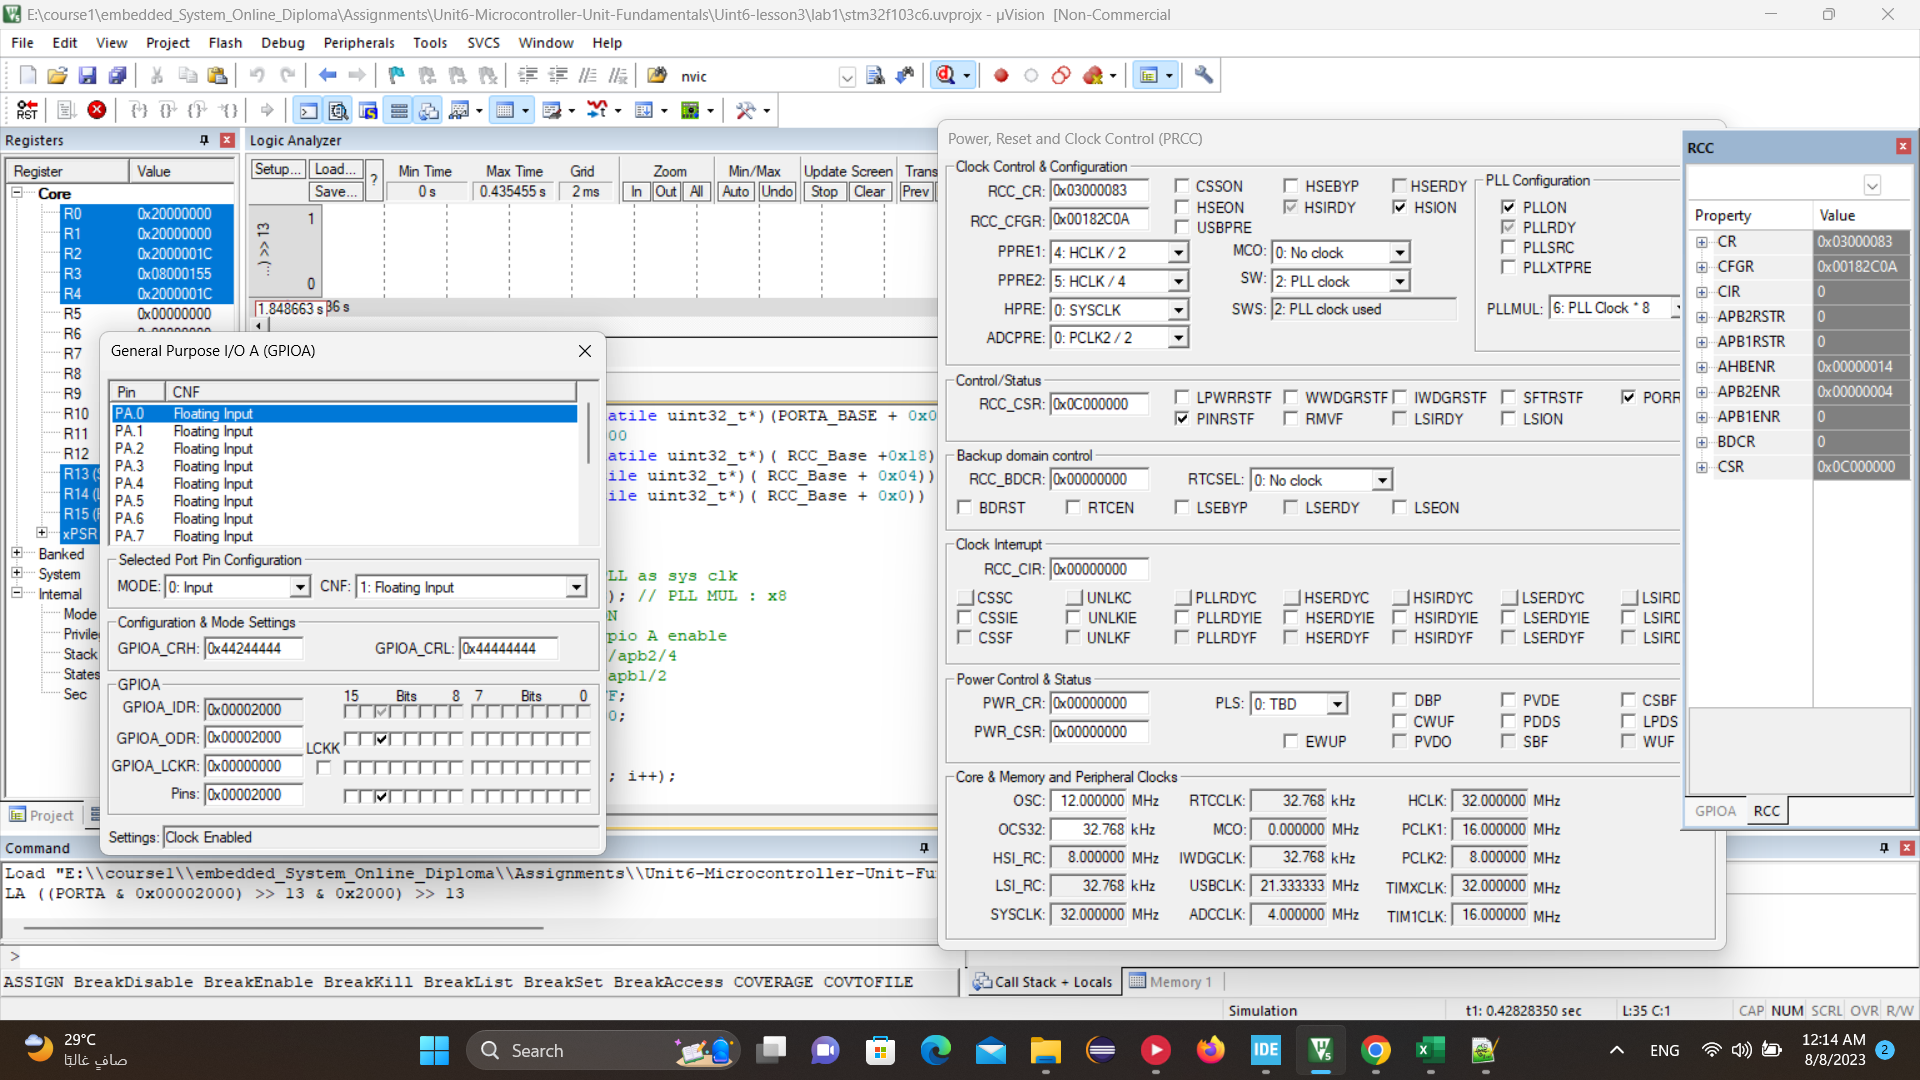 E:\course1\embedded_System_Online_Diploma\Assignments\Unit6-Microcontroller-Unit-Fundamentals\Uint6-lesson3\lab1\stm32f103c6.uvprojx - µVision [Non-Commercial
File Edit View Project Flash Debug Peripherals Tools SVCS Window Help
nvic
RST
Registers
Register Value
Core
R0 0x20000000
R1 0x20000000
R2 0x2000001C
R3 0x08000155
R4 0x2000001C
R5 0x00000000
R6
R7
R8
R9
R10
R11
R12
R13 (S
R14 (L
R15 (F
xPSR
Banked
System
Internal
Mode
Privile
Stack
States
Sec
Project
Logic Analyzer
Setup... Load... ? Min Time Max Time Grid Zoom Min/Max Update Screen Trans
Save... 0 s 0.435455 s 2 ms In Out All Auto Undo Stop Clear Prev
...) >> 13
1
0
1.848663 s 36 s
General Purpose I/O A (GPIOA)
Pin CNF
PA.0 Floating Input
PA.1 Floating Input
PA.2 Floating Input
PA.3 Floating Input
PA.4 Floating Input
PA.5 Floating Input
PA.6 Floating Input
PA.7 Floating Input
Selected Port Pin Configuration
MODE: 0: Input CNF: 1: Floating Input
Configuration & Mode Settings
GPIOA_CRH: 0x44244444 GPIOA_CRL: 0x44444444
GPIOA
15 Bits 8 7 Bits 0
GPIOA_IDR: 0x00002000
GPIOA_ODR: 0x00002000
LCKK
GPIOA_LCKR: 0x00000000
Pins: 0x00002000
Settings: Clock Enabled
atile uint32_t*)(PORTA_BASE + 0x0
00
atile uint32_t*)( RCC_Base +0x18)
ile uint32_t*)( RCC_Base + 0x04))
ile uint32_t*)( RCC_Base + 0x0))
LL as sys clk
); // PLL MUL : x8
N
pio A enable
/apb2/4
apb1/2
F;
0;
; i++);
Power, Reset and Clock Control (PRCC)
Clock Control & Configuration
RCC_CR: 0x03000083 CSSON HSEBYP HSERDY
RCC_CFGR: 0x00182C0A HSEON HSIRDY HSION
USBPRE
PPRE1: 4: HCLK / 2 MCO: 0: No clock
PPRE2: 5: HCLK / 4 SW: 2: PLL clock
HPRE: 0: SYSCLK SWS: 2: PLL clock used
ADCPRE: 0: PCLK2 / 2
PLL Configuration
PLLON
PLLRDY
PLLSRC
PLLXTPRE
PLLMUL: 6: PLL Clock * 8
Control/Status
RCC_CSR: 0x0C000000 LPWRRSTF WWDGRSTF IWDGRSTF SFTRSTF PORR
PINRSTF RMVF LSIRDY LSION
Backup domain control
RCC_BDCR: 0x00000000 RTCSEL: 0: No clock
BDRST RTCEN LSEBYP LSERDY LSEON
Clock Interrupt
RCC_CIR: 0x00000000
CSSC UNLKC PLLRDYC HSERDYC HSIRDYC LSERDYC LSIRD
CSSIE UNLKIE PLLRDYIE HSERDYIE HSIRDYIE LSERDYIE LSIRD
CSSF UNLKF PLLRDYF HSERDYF HSIRDYF LSERDYF LSIRD
Power Control & Status
PWR_CR: 0x00000000 PLS: 0: TBD DBP PVDE CSBF
CWUF PDDS LPDS
PWR_CSR: 0x00000000 EWUP PVDO SBF WUF
Core & Memory and Peripheral Clocks
OSC: 12.000000 MHz RTCCLK: 32.768 kHz HCLK: 32.000000 MHz
OCS32: 32.768 kHz MCO: 0.000000 MHz PCLK1: 16.000000 MHz
HSI_RC: 8.000000 MHz IWDGCLK: 32.768 kHz PCLK2: 8.000000 MHz
LSI_RC: 32.768 kHz USBCLK: 21.333333 MHz TIMXCLK: 32.000000 MHz
SYSCLK: 32.000000 MHz ADCCLK: 4.000000 MHz TIM1CLK: 16.000000 MHz
RCC
Property Value
CR 0x03000083
CFGR 0x00182C0A
CIR 0
APB2RSTR 0
APB1RSTR 0
AHBENR 0x00000014
APB2ENR 0x00000004
APB1ENR 0
BDCR 0
CSR 0x0C000000
GPIOA RCC
Command
Load "E:\\course1\\embedded_System_Online_Diploma\\Assignments\\Unit6-Microcontroller-Unit-Fu
LA ((PORTA & 0x00002000) >> 13 & 0x2000) >> 13
>
ASSIGN BreakDisable BreakEnable BreakKill BreakList BreakSet BreakAccess COVERAGE COVTOFILE
Call Stack + Locals Memory 1
Simulation t1: 0.42828350 sec L:35 C:1 CAP NUM SCRL OVR R/W
29°C
صافٍ غالبًا
Search
IDE
ENG
12:14 AM
8/8/2023
2